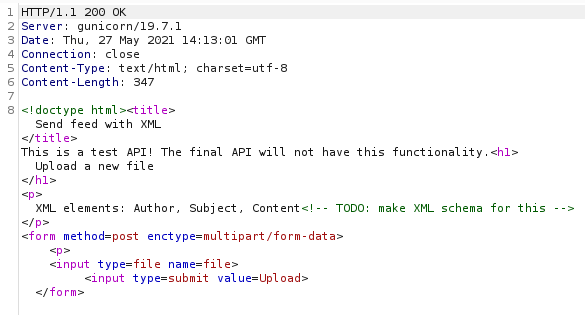 1 HTTP/1.1 200 OK
2 Server: gunicorn/19.7.1
3 Date: Thu, 27 May 2021 14:13:01 GMT
4 Connection: close
5 Content-Type: text/html; charset=utf-8
6 Content-Length: 347
7
8 <!doctype html><title>
Send feed with XML
</title>
This is a test API! The final API will not have this functionality.<h1>
Upload a new file
</h1>
<p>
XML elements: Author, Subject, Content<!-- TODO: make XML schema for this -->
</p>
<form method=post enctype=multipart/form-data>
<p>
<input type=file name=file>
<input type=submit value=Upload>
</form>